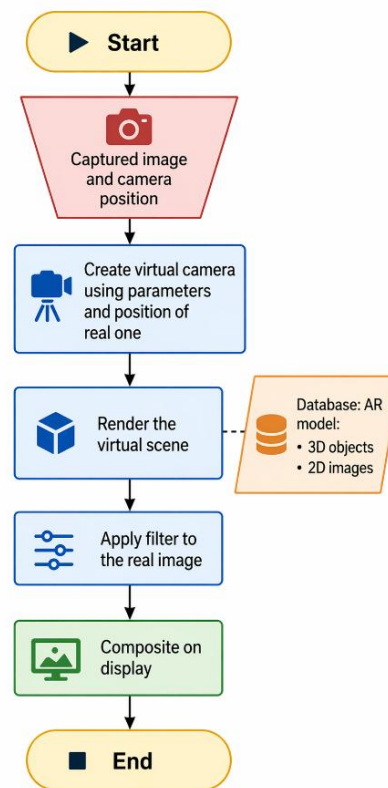 Start
Captured image
and camera
position
Create virtual camera
using parameters
and position of
real one
Render the
virtual scene
Database: AR
model:
• 3D objects
• 2D images
Apply filter to
the real image
Composite on
display
End